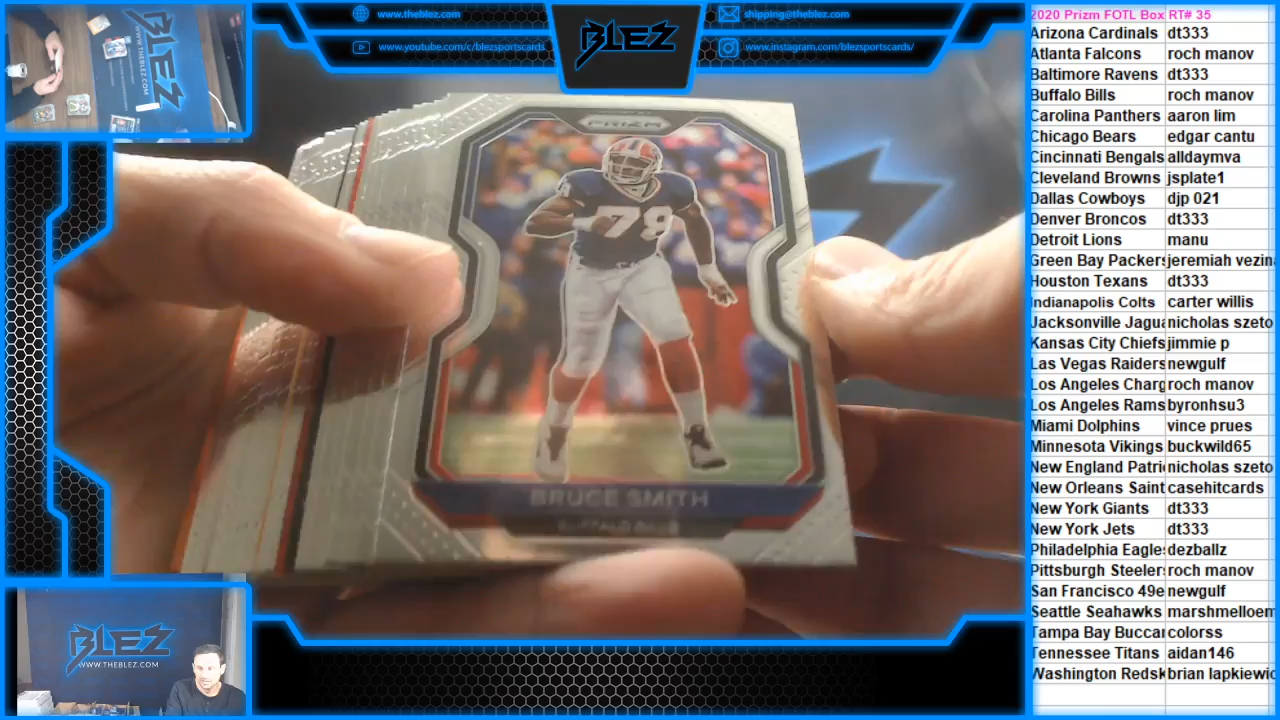 www.theblez.com
www.youtube.com/c/blezsportscards
BLEZ
shipping@theblez.com
www.instagram.com/blezsportscards/
BLEZ
WWW.THEBLEZ.COM
PRIZM
78
BRUCE SMITH
BUFFALO BILLS
BLEZ
WWW.THEBLEZ.COM
2020 Prizm FOTL Box RT# 35
Arizona Cardinals dt333
Atlanta Falcons roch manov
Baltimore Ravens dt333
Buffalo Bills roch manov
Carolina Panthers aaron lim
Chicago Bears edgar cantu
Cincinnati Bengals alldaymva
Cleveland Browns jsplate1
Dallas Cowboys djp 021
Denver Broncos dt333
Detroit Lions manu
Green Bay Packers jeremiah vezina
Houston Texans dt333
Indianapolis Colts carter willis
Jacksonville Jagua nicholas szeto
Kansas City Chiefs jimmie p
Las Vegas Raiders newgulf
Los Angeles Charg roch manov
Los Angeles Rams byronhsu3
Miami Dolphins vince prues
Minnesota Vikings buckwild65
New England Patri nicholas szeto
New Orleans Saint casehitcards
New York Giants dt333
New York Jets dt333
Philadelphia Eagles dezballz
Pittsburgh Steelers roch manov
San Francisco 49e newgulf
Seattle Seahawks marshmelloem
Tampa Bay Buccar colorss
Tennessee Titans aidan146
Washington Redsk brian lapkiewic